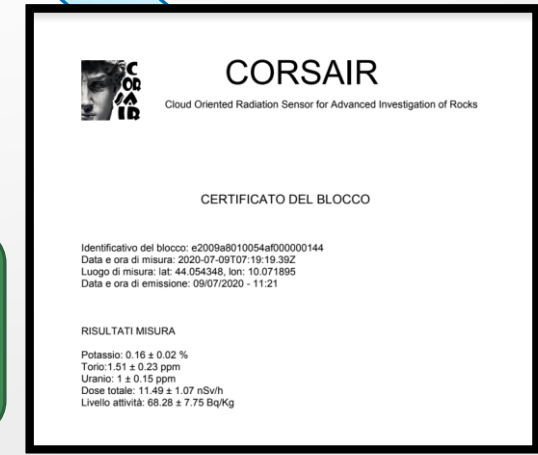 COR
SA
IR
CORSAIR
Cloud Oriented Radiation Sensor for Advanced Investigation of Rocks
CERTIFICATO DEL BLOCCO
Identificativo del blocco: e2009a8010054af000000144
Data e ora di misura: 2020-07-09T07:19:19.39Z
Luogo di misura: lat: 44.054348, lon: 10.071895
Data e ora di emissione: 09/07/2020 - 11:21
RISULTATI MISURA
Potassio: 0.16 ± 0.02 %
Torio:1.51 ± 0.23 ppm
Uranio: 1 ± 0.15 ppm
Dose totale: 11.49 ± 1.07 nSv/h
Livello attività: 68.28 ± 7.75 Bq/Kg